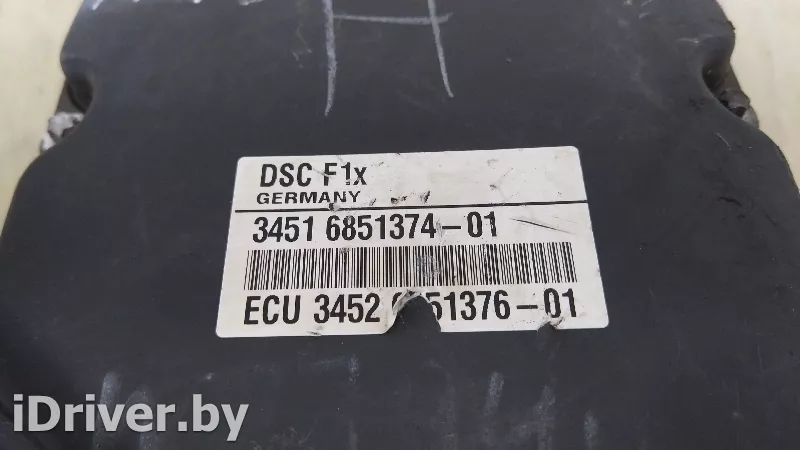 H
DSC F1x
GERMANY
3451 6851374-01
ECU 3452 51376-01
iDriver.by